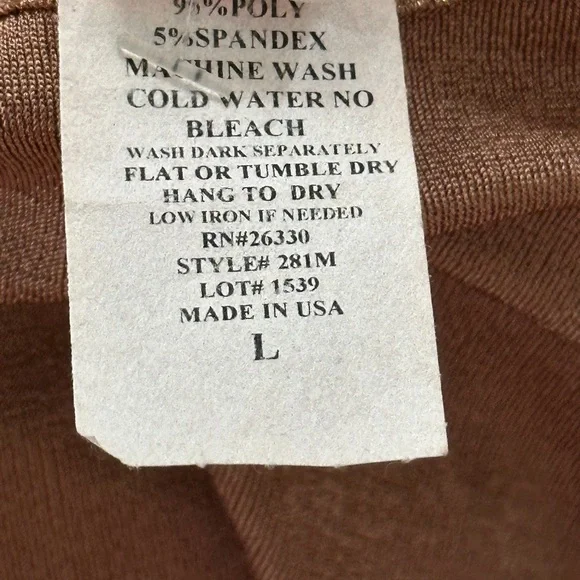 95%POLY
5%SPANDEX
MACHINE WASH
COLD WATER NO
BLEACH
WASH DARK SEPARATELY
FLAT OR TUMBLE DRY
HANG TO DRY
LOW IRON IF NEEDED
RN#26330
STYLE# 281M
LOT# 1539
MADE IN USA
L